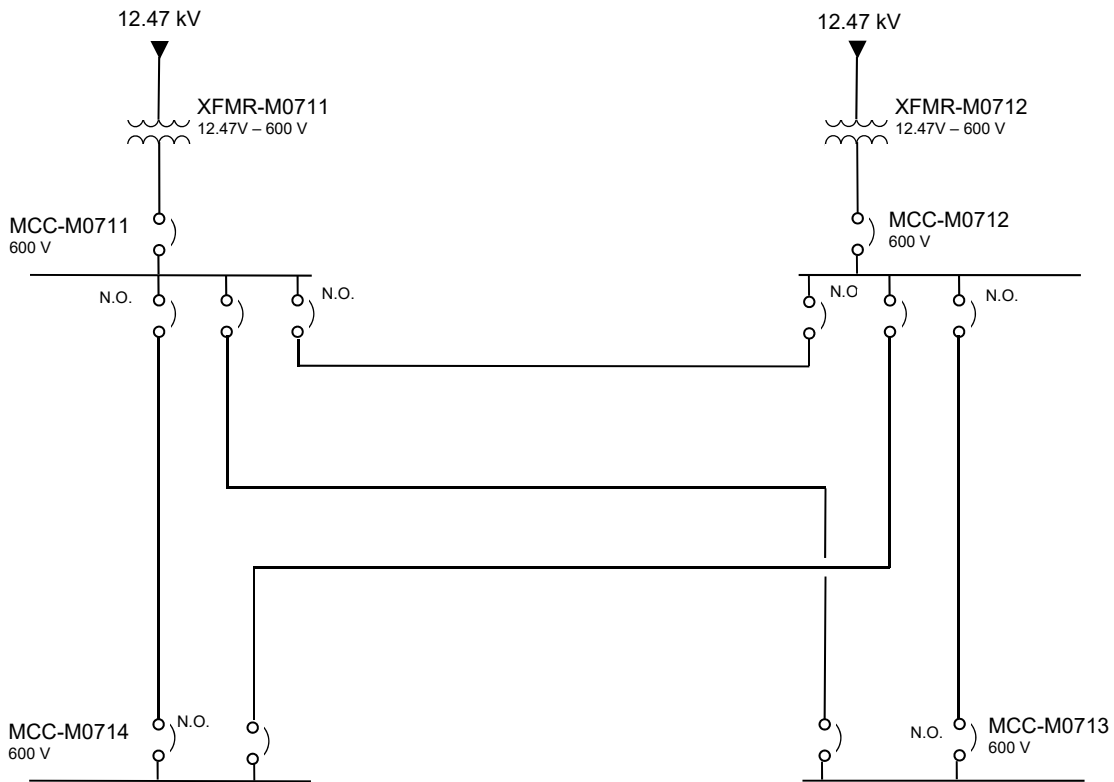 12.47 kV
12.47 kV
XFMR-M0711
12.47V – 600 V
XFMR-M0712
12.47V – 600 V
MCC-M0711
600 V
MCC-M0712
600 V
N.O.
N.O.
N.O
N.O.
MCC-M0714
600 V
N.O.
N.O.
MCC-M0713
600 V